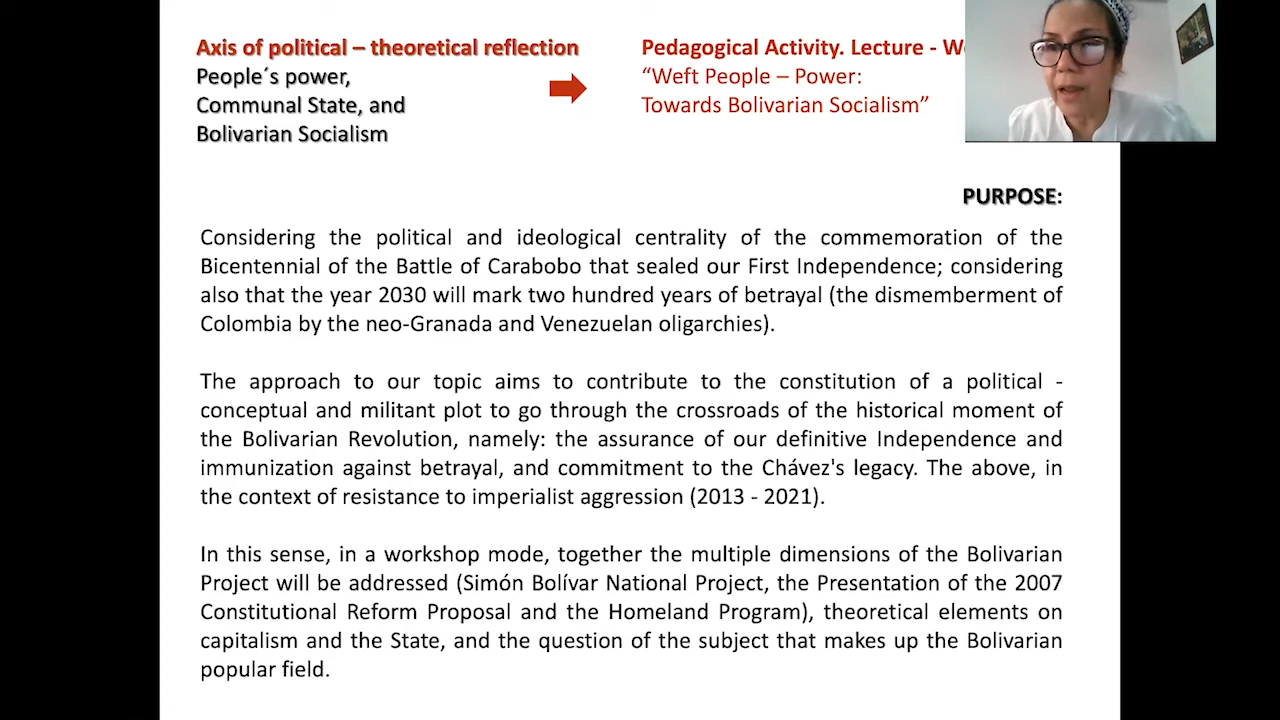 Axis of political – theoretical reflection
People´s power,
Communal State, and
Bolivarian Socialism
Pedagogical Activity. Lecture -
“Weft People – Power:
Towards Bolivarian Socialism”
PURPOSE:
Considering the political and ideological centrality of the commemoration of the
Bicentennial of the Battle of Carabobo that sealed our First Independence; considering
also that the year 2030 will mark two hundred years of betrayal (the dismemberment of
Colombia by the neo-Granada and Venezuelan oligarchies).
The approach to our topic aims to contribute to the constitution of a political -
conceptual and militant plot to go through the crossroads of the historical moment of
the Bolivarian Revolution, namely: the assurance of our definitive Independence and
immunization against betrayal, and commitment to the Chávez's legacy. The above, in
the context of resistance to imperialist aggression (2013 - 2021).
In this sense, in a workshop mode, together the multiple dimensions of the Bolivarian
Project will be addressed (Simón Bolívar National Project, the Presentation of the 2007
Constitutional Reform Proposal and the Homeland Program), theoretical elements on
capitalism and the State, and the question of the subject that makes up the Bolivarian
popular field.